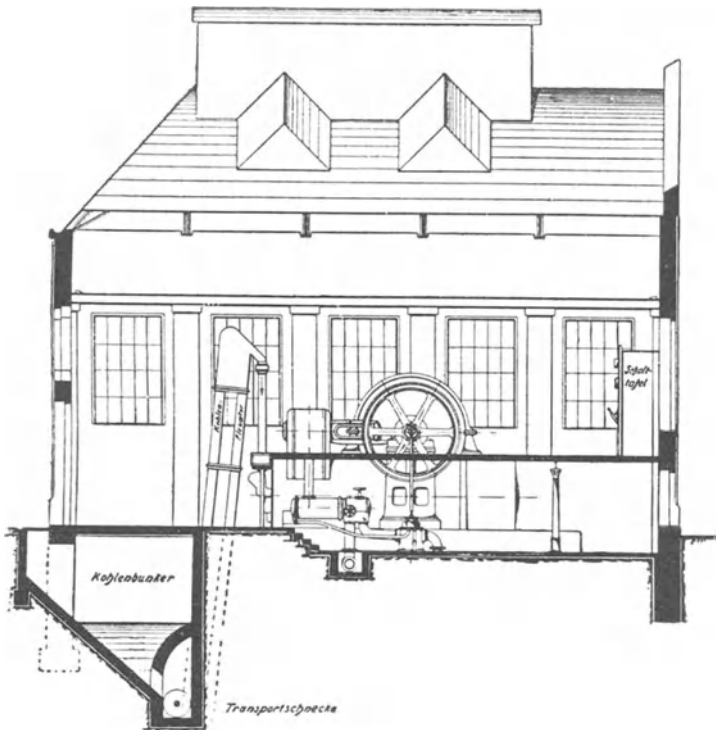 Kohlen-
Elevator
Schalt-
tafel
Kohlenbunker
Transportschnecke